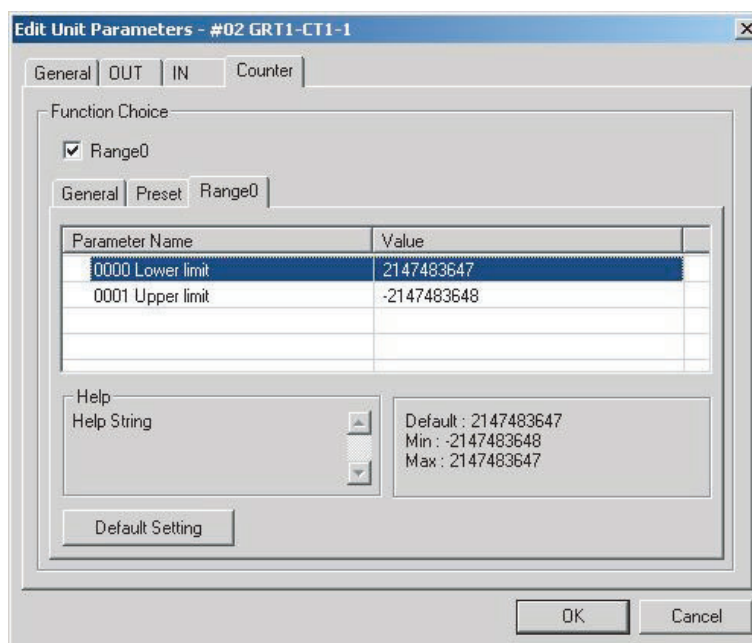 Edit Unit Parameters - #02 GRT1-CT1-1
General OUT IN Counter
Function Choice
Range0
General Preset Range0
Parameter Name Value
0000 Lower limit 2147483647
0001 Upper limit -2147483648
Help
Help String
Default : 2147483647
Min : -2147483648
Max : 2147483647
Default Setting
OK Cancel